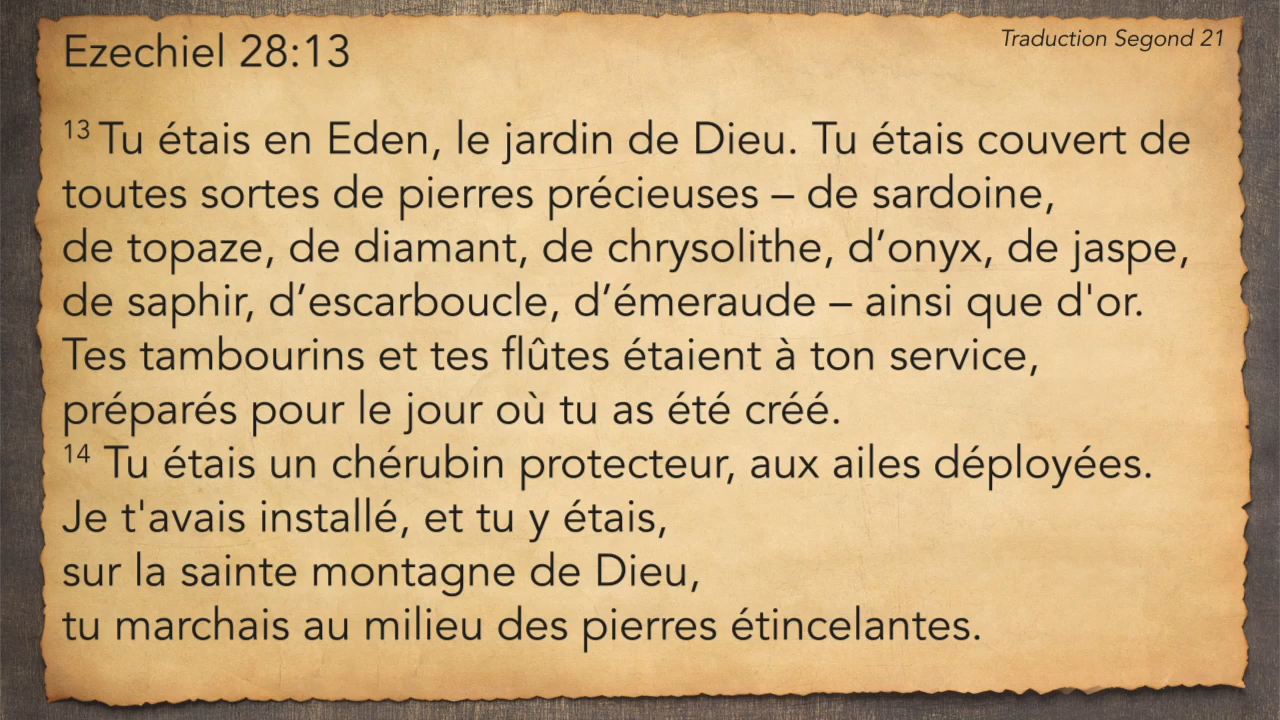 Ezechiel 28:13
Traduction Segond 21
13 Tu étais en Eden, le jardin de Dieu. Tu étais couvert de
toutes sortes de pierres précieuses – de sardoine,
de topaze, de diamant, de chrysolithe, d’onyx, de jaspe,
de saphir, d’escarboucle, d’émeraude – ainsi que d'or.
Tes tambourins et tes flûtes étaient à ton service,
préparés pour le jour où tu as été créé.
14 Tu étais un chérubin protecteur, aux ailes déployées.
Je t'avais installé, et tu y étais,
sur la sainte montagne de Dieu,
tu marchais au milieu des pierres étincelantes.